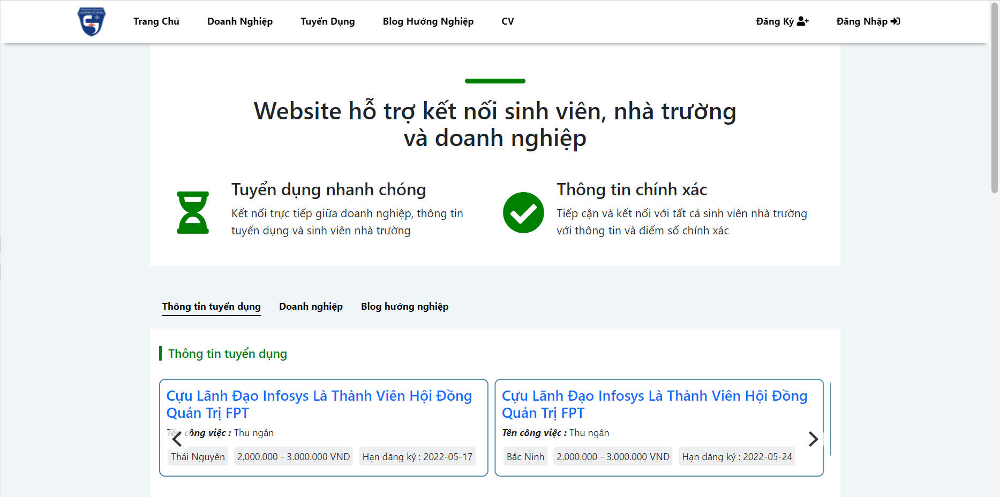 Trang Chủ
Doanh Nghiệp
Tuyển Dụng
Blog Hướng Nghiệp
CV
Đăng Ký
Đăng Nhập
Website hỗ trợ kết nối sinh viên, nhà trường
và doanh nghiệp
Tuyển dụng nhanh chóng
Kết nối trực tiếp giữa doanh nghiệp, thông tin
tuyển dụng và sinh viên nhà trường
Thông tin chính xác
Tiếp cận và kết nối với tất cả sinh viên nhà trường
với thông tin và điểm số chính xác
Thông tin tuyển dụng
Doanh nghiệp
Blog hướng nghiệp
Thông tin tuyển dụng
Cựu Lãnh Đạo Infosys Là Thành Viên Hội Đồng
Quản Trị FPT
Tên công việc : Thu ngân
Thái Nguyên
2.000.000 - 3.000.000 VND
Hạn đăng ký : 2022-05-17
Cựu Lãnh Đạo Infosys Là Thành Viên Hội Đồng
Quản Trị FPT
Tên công việc : Thu ngân
Bắc Ninh
2.000.000 - 3.000.000 VND
Hạn đăng ký : 2022-05-24